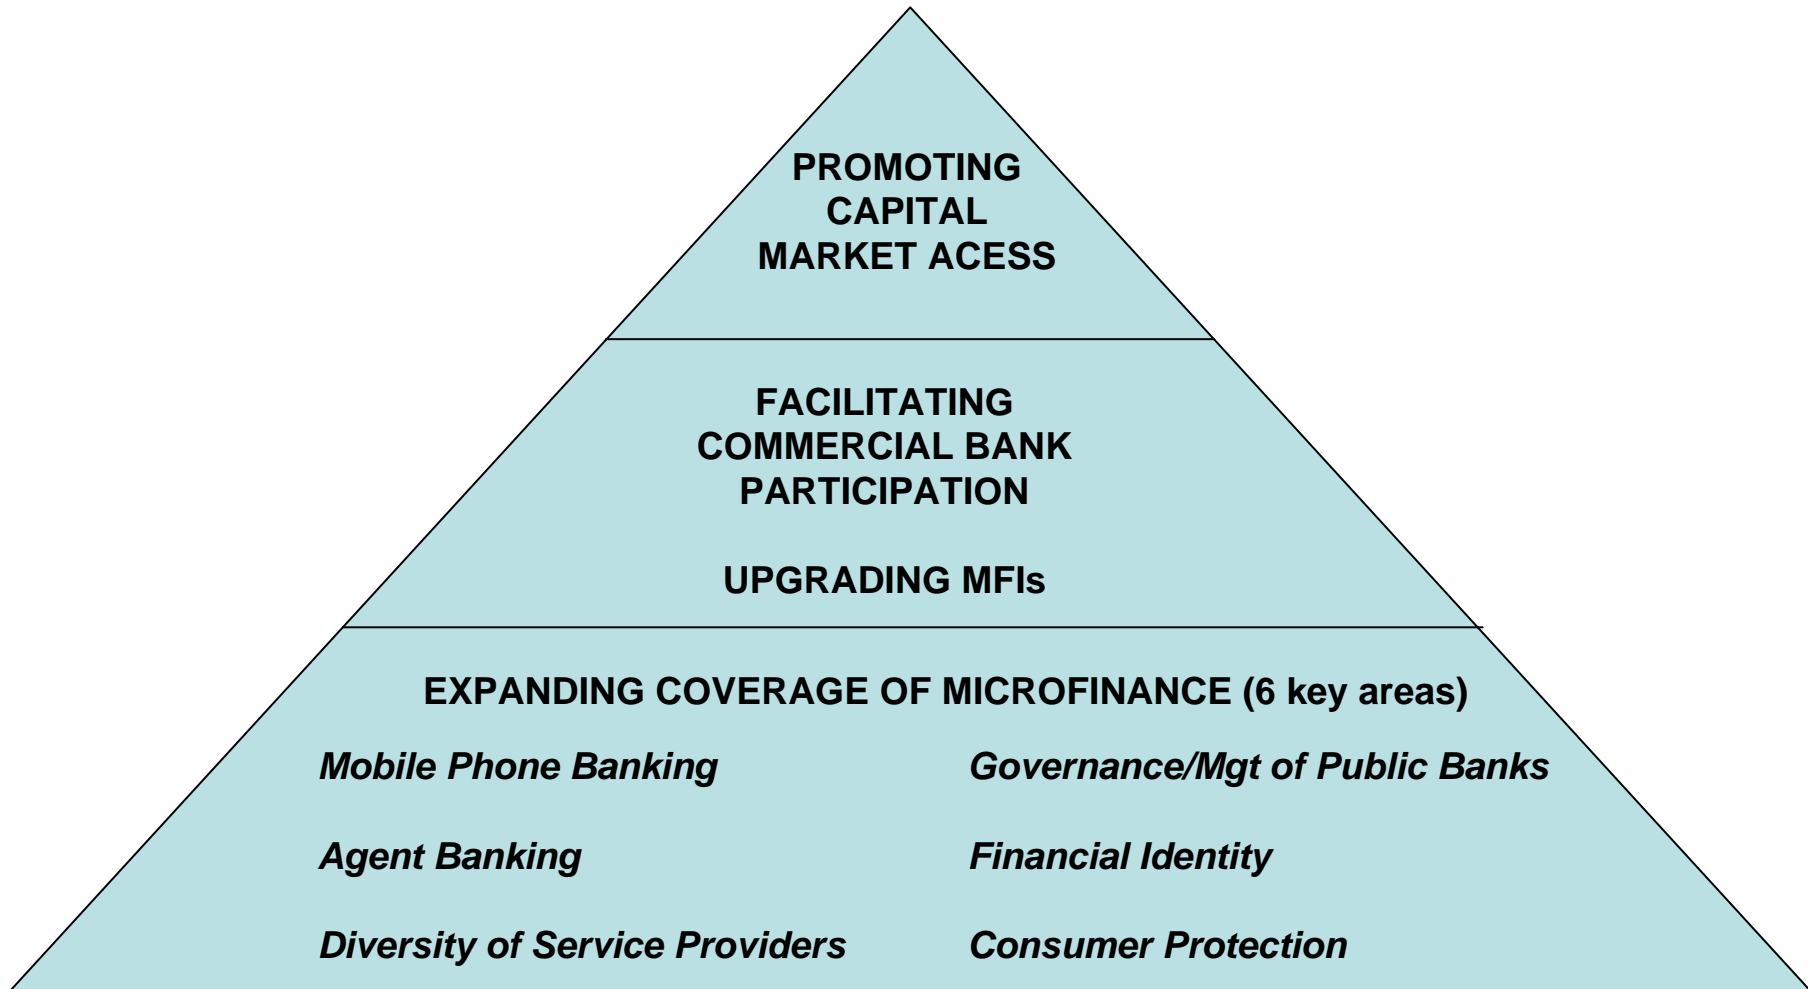 PROMOTING
CAPITAL
MARKET ACESS
FACILITATING
COMMERCIAL BANK
PARTICIPATION
UPGRADING MFIs
EXPANDING COVERAGE OF MICROFINANCE (6 key areas)
Mobile Phone Banking
Governance/Mgt of Public Banks
Agent Banking
Financial Identity
Diversity of Service Providers
Consumer Protection